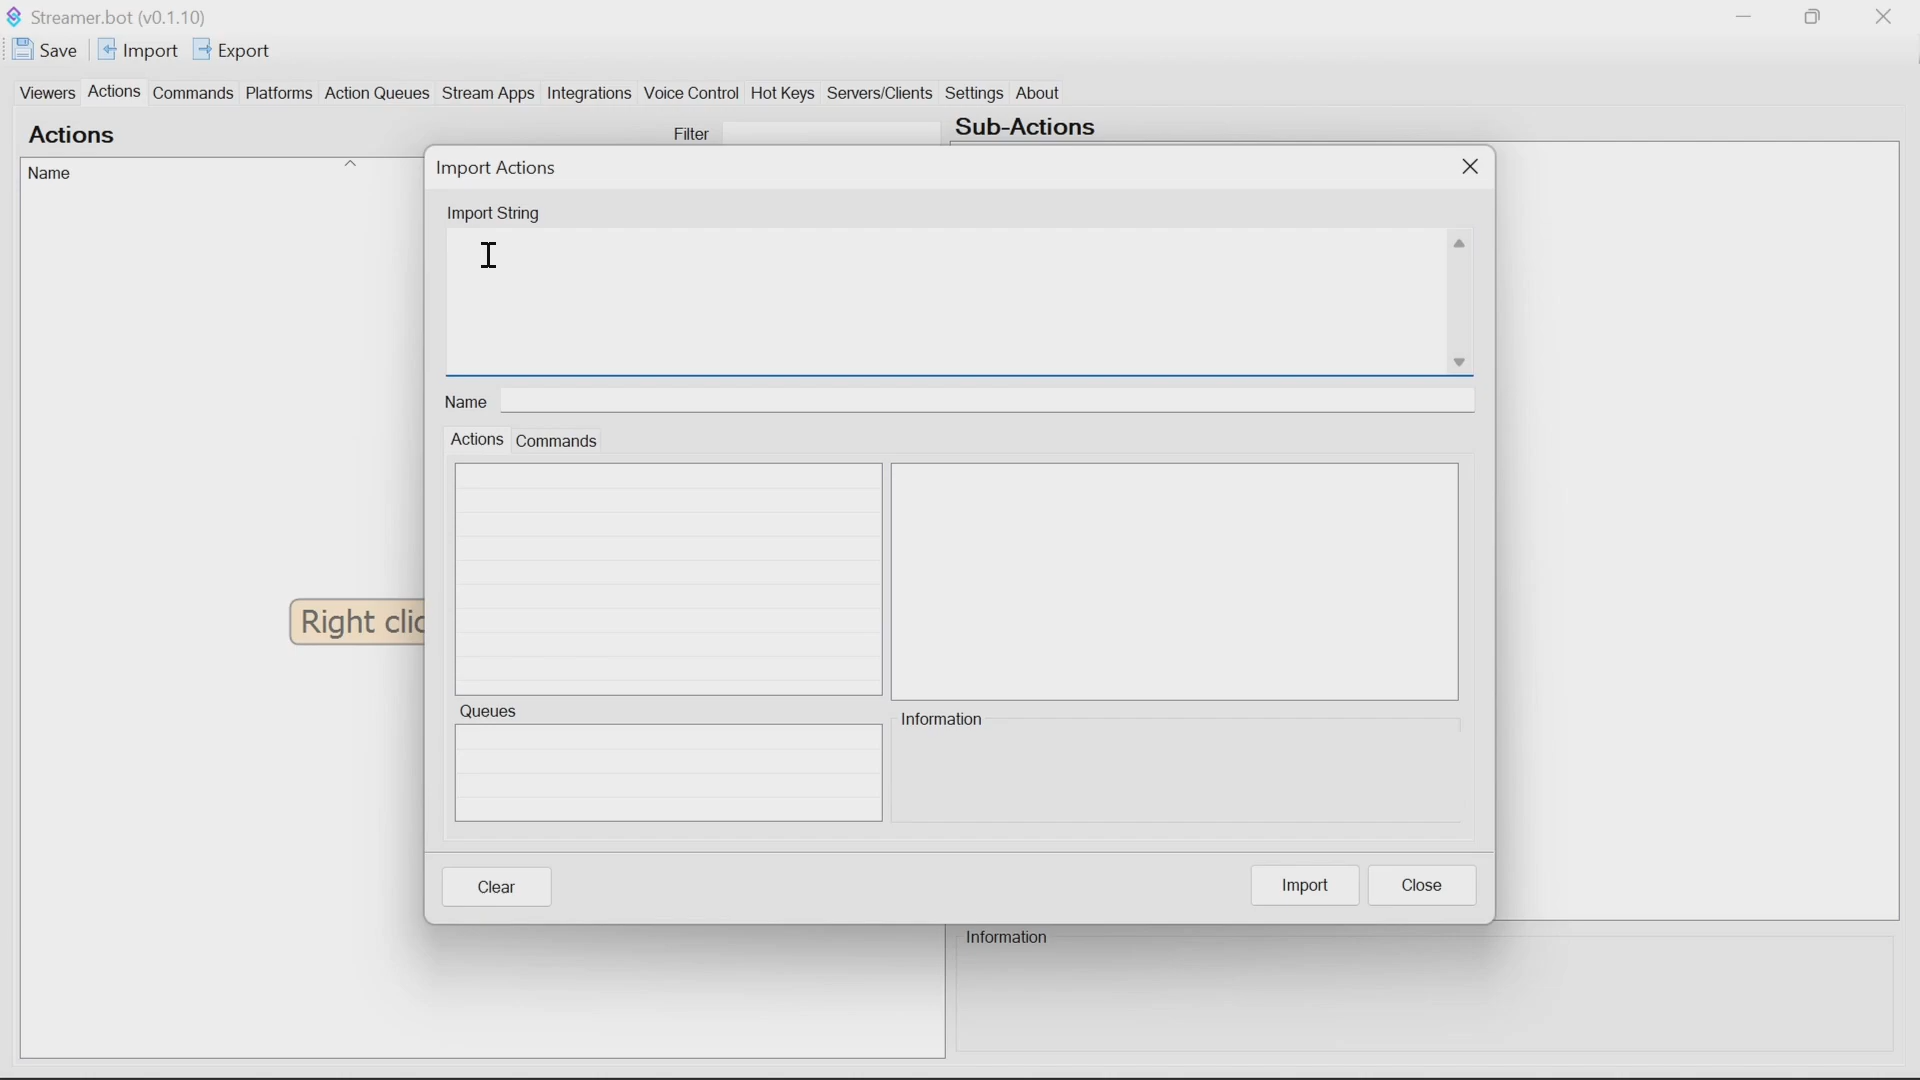 Streamer.bot (v0.1.10)
Save Import Export
Viewers Actions Commands Platforms Action Queues Stream Apps Integrations Voice Control Hot Keys Servers/Clients Settings About
Actions Filter Sub-Actions
Name
Import Actions
Import String
Name
Actions Commands
Right clic
Queues
Information
Clear Import Close
Information